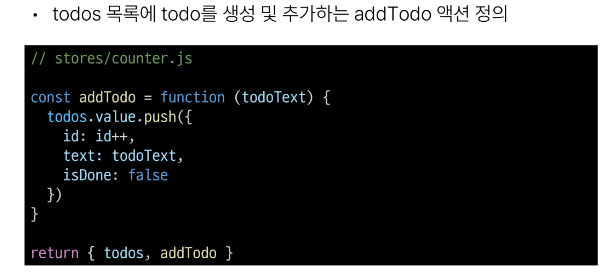 • todos 목록에 todo를 생성 및 추가하는 addTodo 액션 정의
// stores/counter.js
const addTodo = function (todoText) {
  todos.value.push({
    id: id++,
    text: todoText,
    isDone: false
  })
}
return { todos, addTodo }